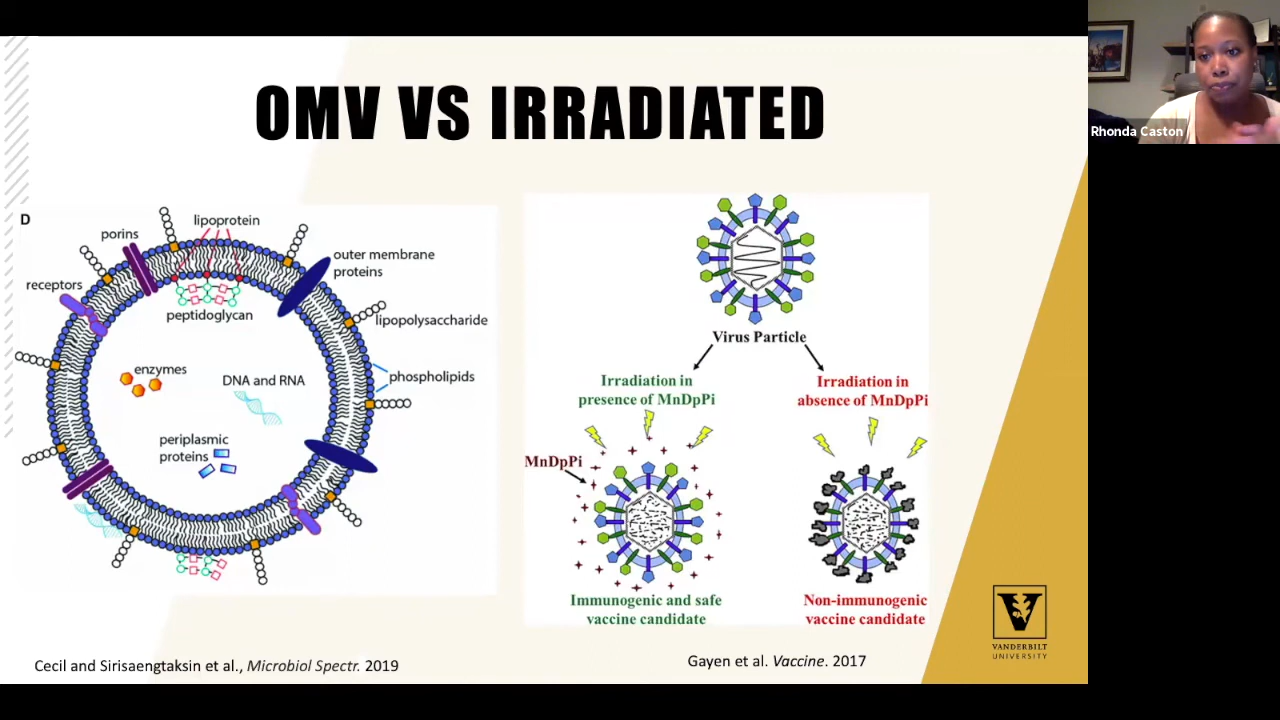 OMV VS IRRADIATED
Rhonda Caston
D
lipoprotein
porins
outer membrane
proteins
receptors
peptidoglycan
lipopolysaccharide
enzymes
DNA and RNA
phospholipids
periplasmic
proteins
Virus Particle
Irradiation in
presence of MnDpPi
Irradiation in
absence of MnDpPi
MnDpPi
Immunogenic and safe
vaccine candidate
Non-immunogenic
vaccine candidate
Cecil and Sirisaengtaksin et al., Microbiol Spectr. 2019
Gayen et al. Vaccine. 2017
V
VANDERBILT
UNIVERSITY